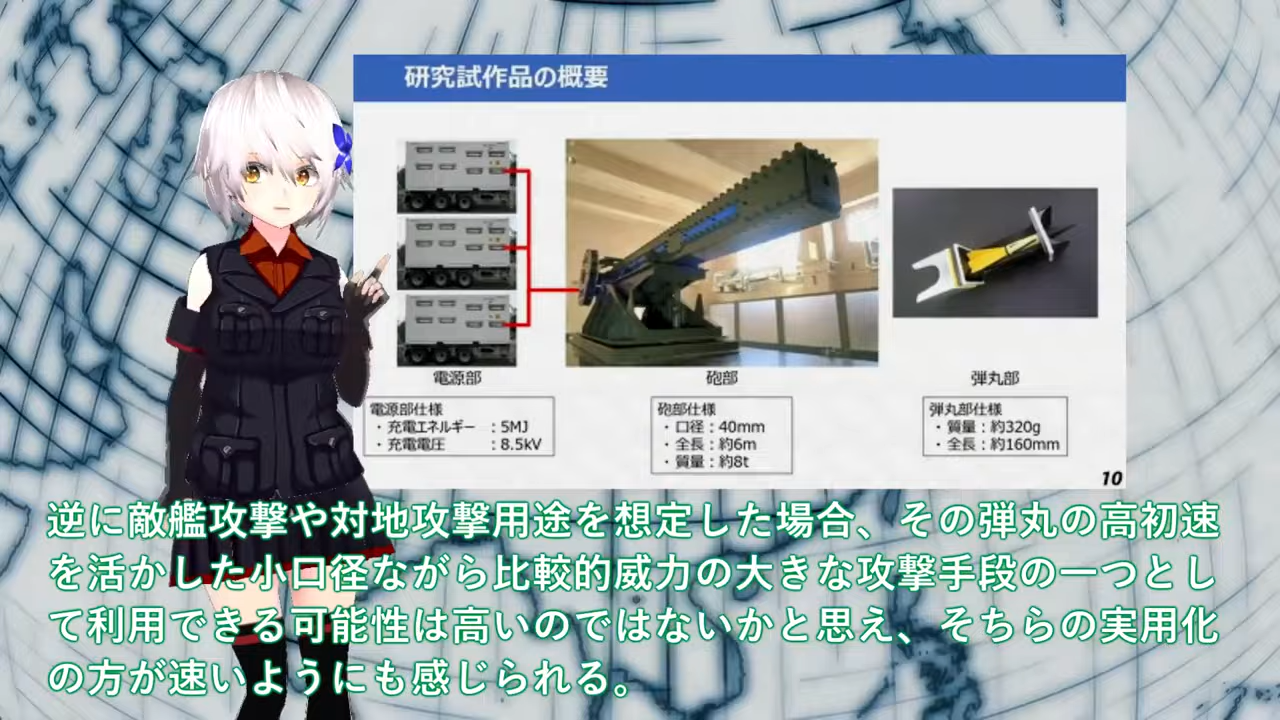 研究試作品の概要
電源部
砲部
弾丸部
電源部仕様
・充電エネルギー ：5MJ
・充電電圧 ：8.5kV
砲部仕様
・口径：40mm
・全長：約6m
・質量：約8t
弾丸部仕様
・質量：約320g
・全長：約160mm
10
逆に敵艦攻撃や対地攻撃用途を想定した場合、その弾丸の高初速
を活かした小口径ながら比較的威力の大きな攻撃手段の一つとし
て利用できる可能性は高いのではないかと思え、そちらの実用化
の方が速いようにも感じられる。